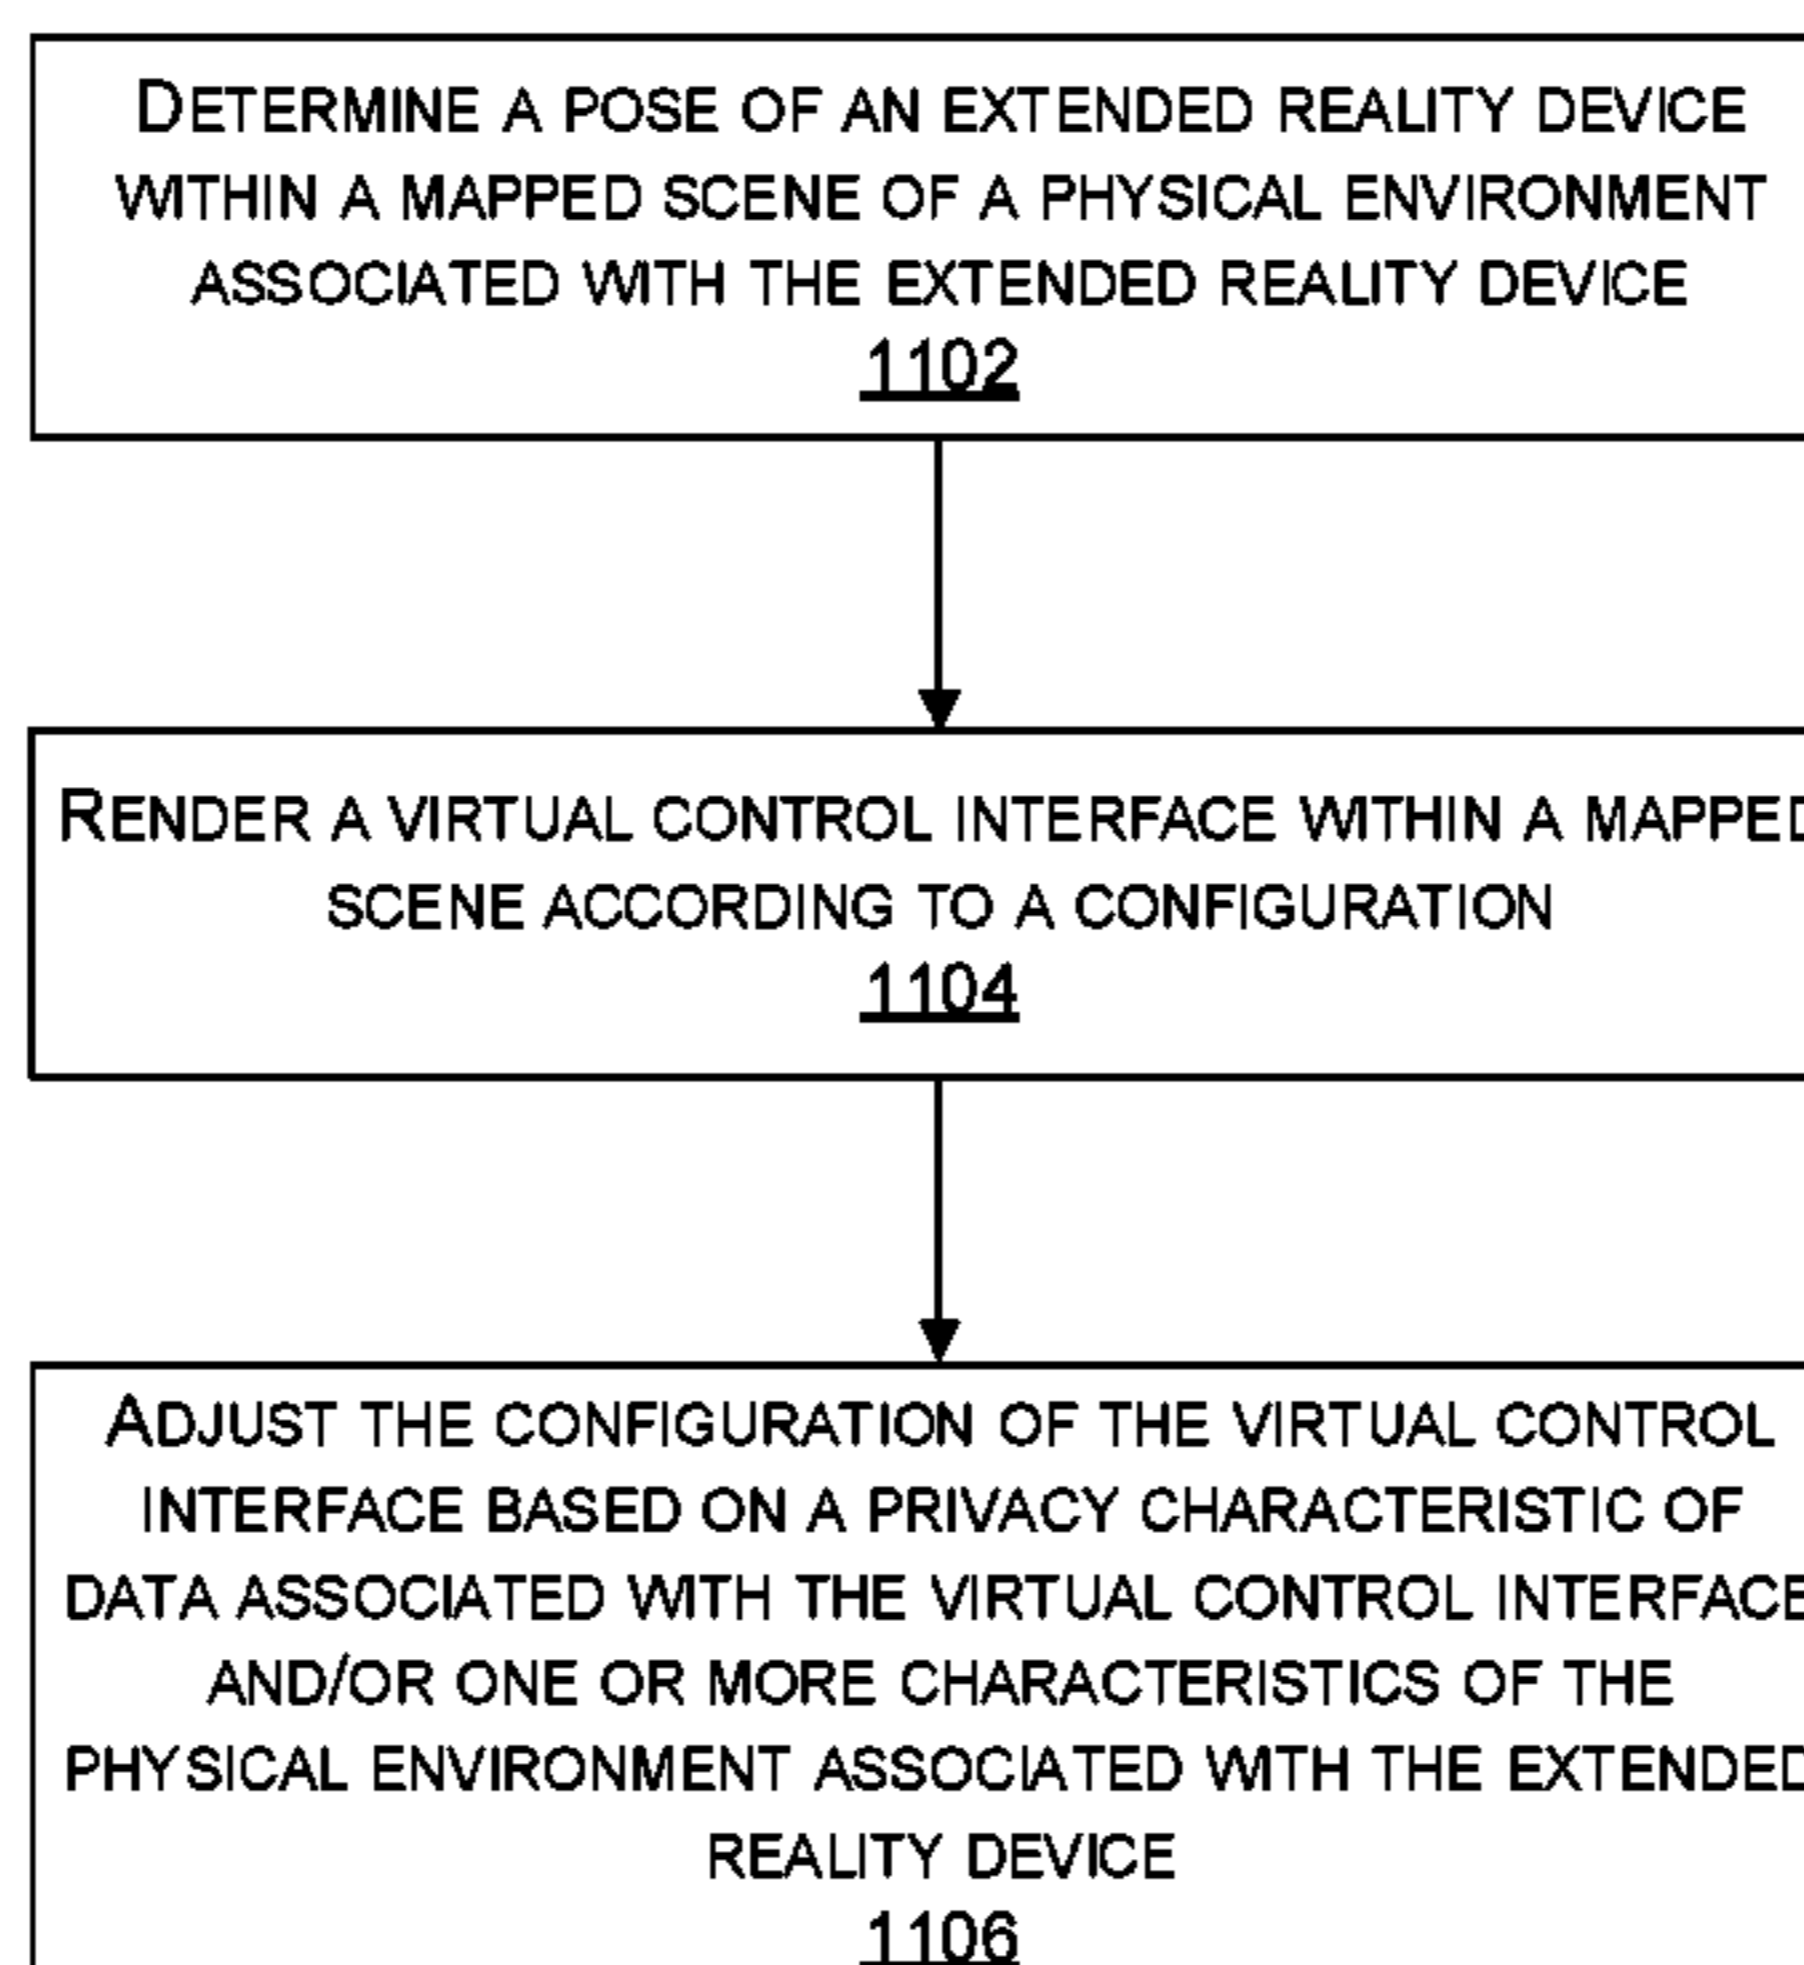 DETERMINE A POSE OF AN EXTENDED REALITY DEVICE
WITHIN A MAPPED SCENE OF A PHYSICAL ENVIRONMENT
ASSOCIATED WITH THE EXTENDED REALITY DEVICE
1102
RENDER A VIRTUAL CONTROL INTERFACE WITHIN A MAPPED
SCENE ACCORDING TO A CONFIGURATION
1104
ADJUST THE CONFIGURATION OF THE VIRTUAL CONTROL
INTERFACE BASED ON A PRIVACY CHARACTERISTIC OF
DATA ASSOCIATED WITH THE VIRTUAL CONTROL INTERFACE
AND/OR ONE OR MORE CHARACTERISTICS OF THE
PHYSICAL ENVIRONMENT ASSOCIATED WITH THE EXTENDED
REALITY DEVICE
1106